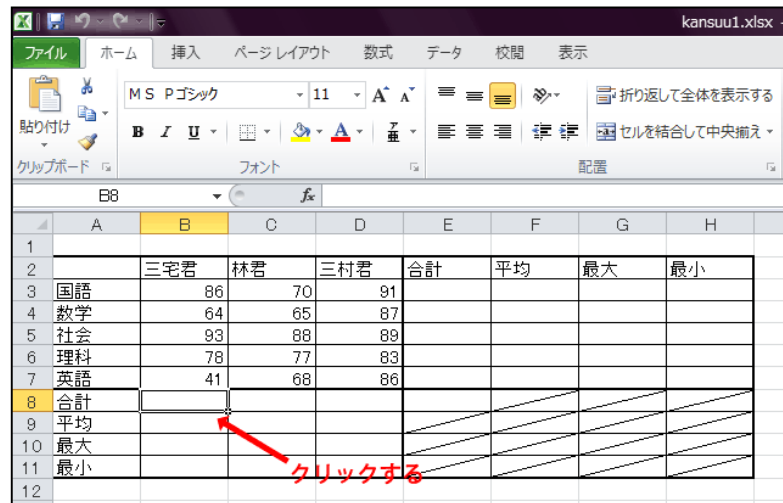 kansuu1.xlsx -
ファイル ホーム 挿入 ページ レイアウト 数式 データ 校閲 表示
ＭＳ Ｐゴシック 11 A A 折り返して全体を表示する
貼り付け B I U A ア亜 セルを結合して中央揃え
クリップボード フォント 配置
B8 fx
A B C D E F G H
1
2 三宅君 林君 三村君 合計 平均 最大 最小
3 国語 86 70 91
4 数学 64 65 87
5 社会 93 88 89
6 理科 78 77 83
7 英語 41 68 86
8 合計
9 平均
10 最大
11 最小
クリックする
12